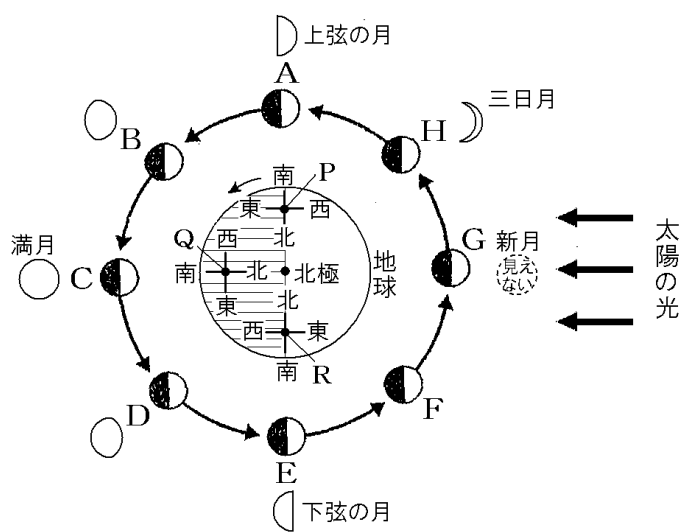 上弦の月
A
三日月
H
B
南
P
東
西
北
Q
西
南
北
東
北極
北
西
東
南
R
地球
満月
C
G
新月
見え
ない
太陽の光
D
F
E
下弦の月